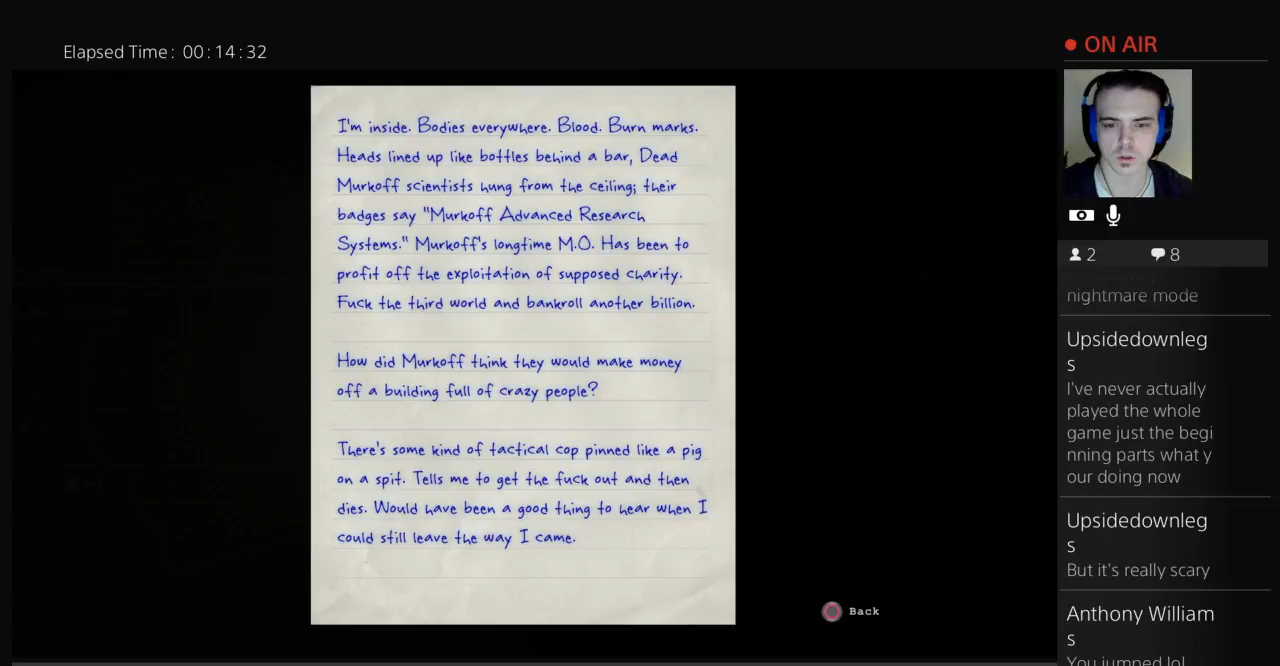 Elapsed Time: 00:14:32
ON AIR
I'm inside. Bodies everywhere. Blood. Burn marks.
Heads lined up like bottles behind a bar, Dead
Murkoff scientists hung from the ceiling; their
badges say "Murkoff Advanced Research
Systems." Murkoff's longtime M.O. Has been to
profit off the exploitation of supposed charity.
Fuck the third world and bankroll another billion.
How did Murkoff think they would make money
off a building full of crazy people?
There's some kind of tactical cop pinned like a pig
on a spit. Tells me to get the fuck out and then
dies. Would have been a good thing to hear when I
could still leave the way I came.
Back
2
8
nightmare mode
Upsidedownleg
s
I've never actually
played the whole
game just the begi
nning parts what y
our doing now
Upsidedownleg
s
But it's really scary
Anthony William
s
You jumped lol